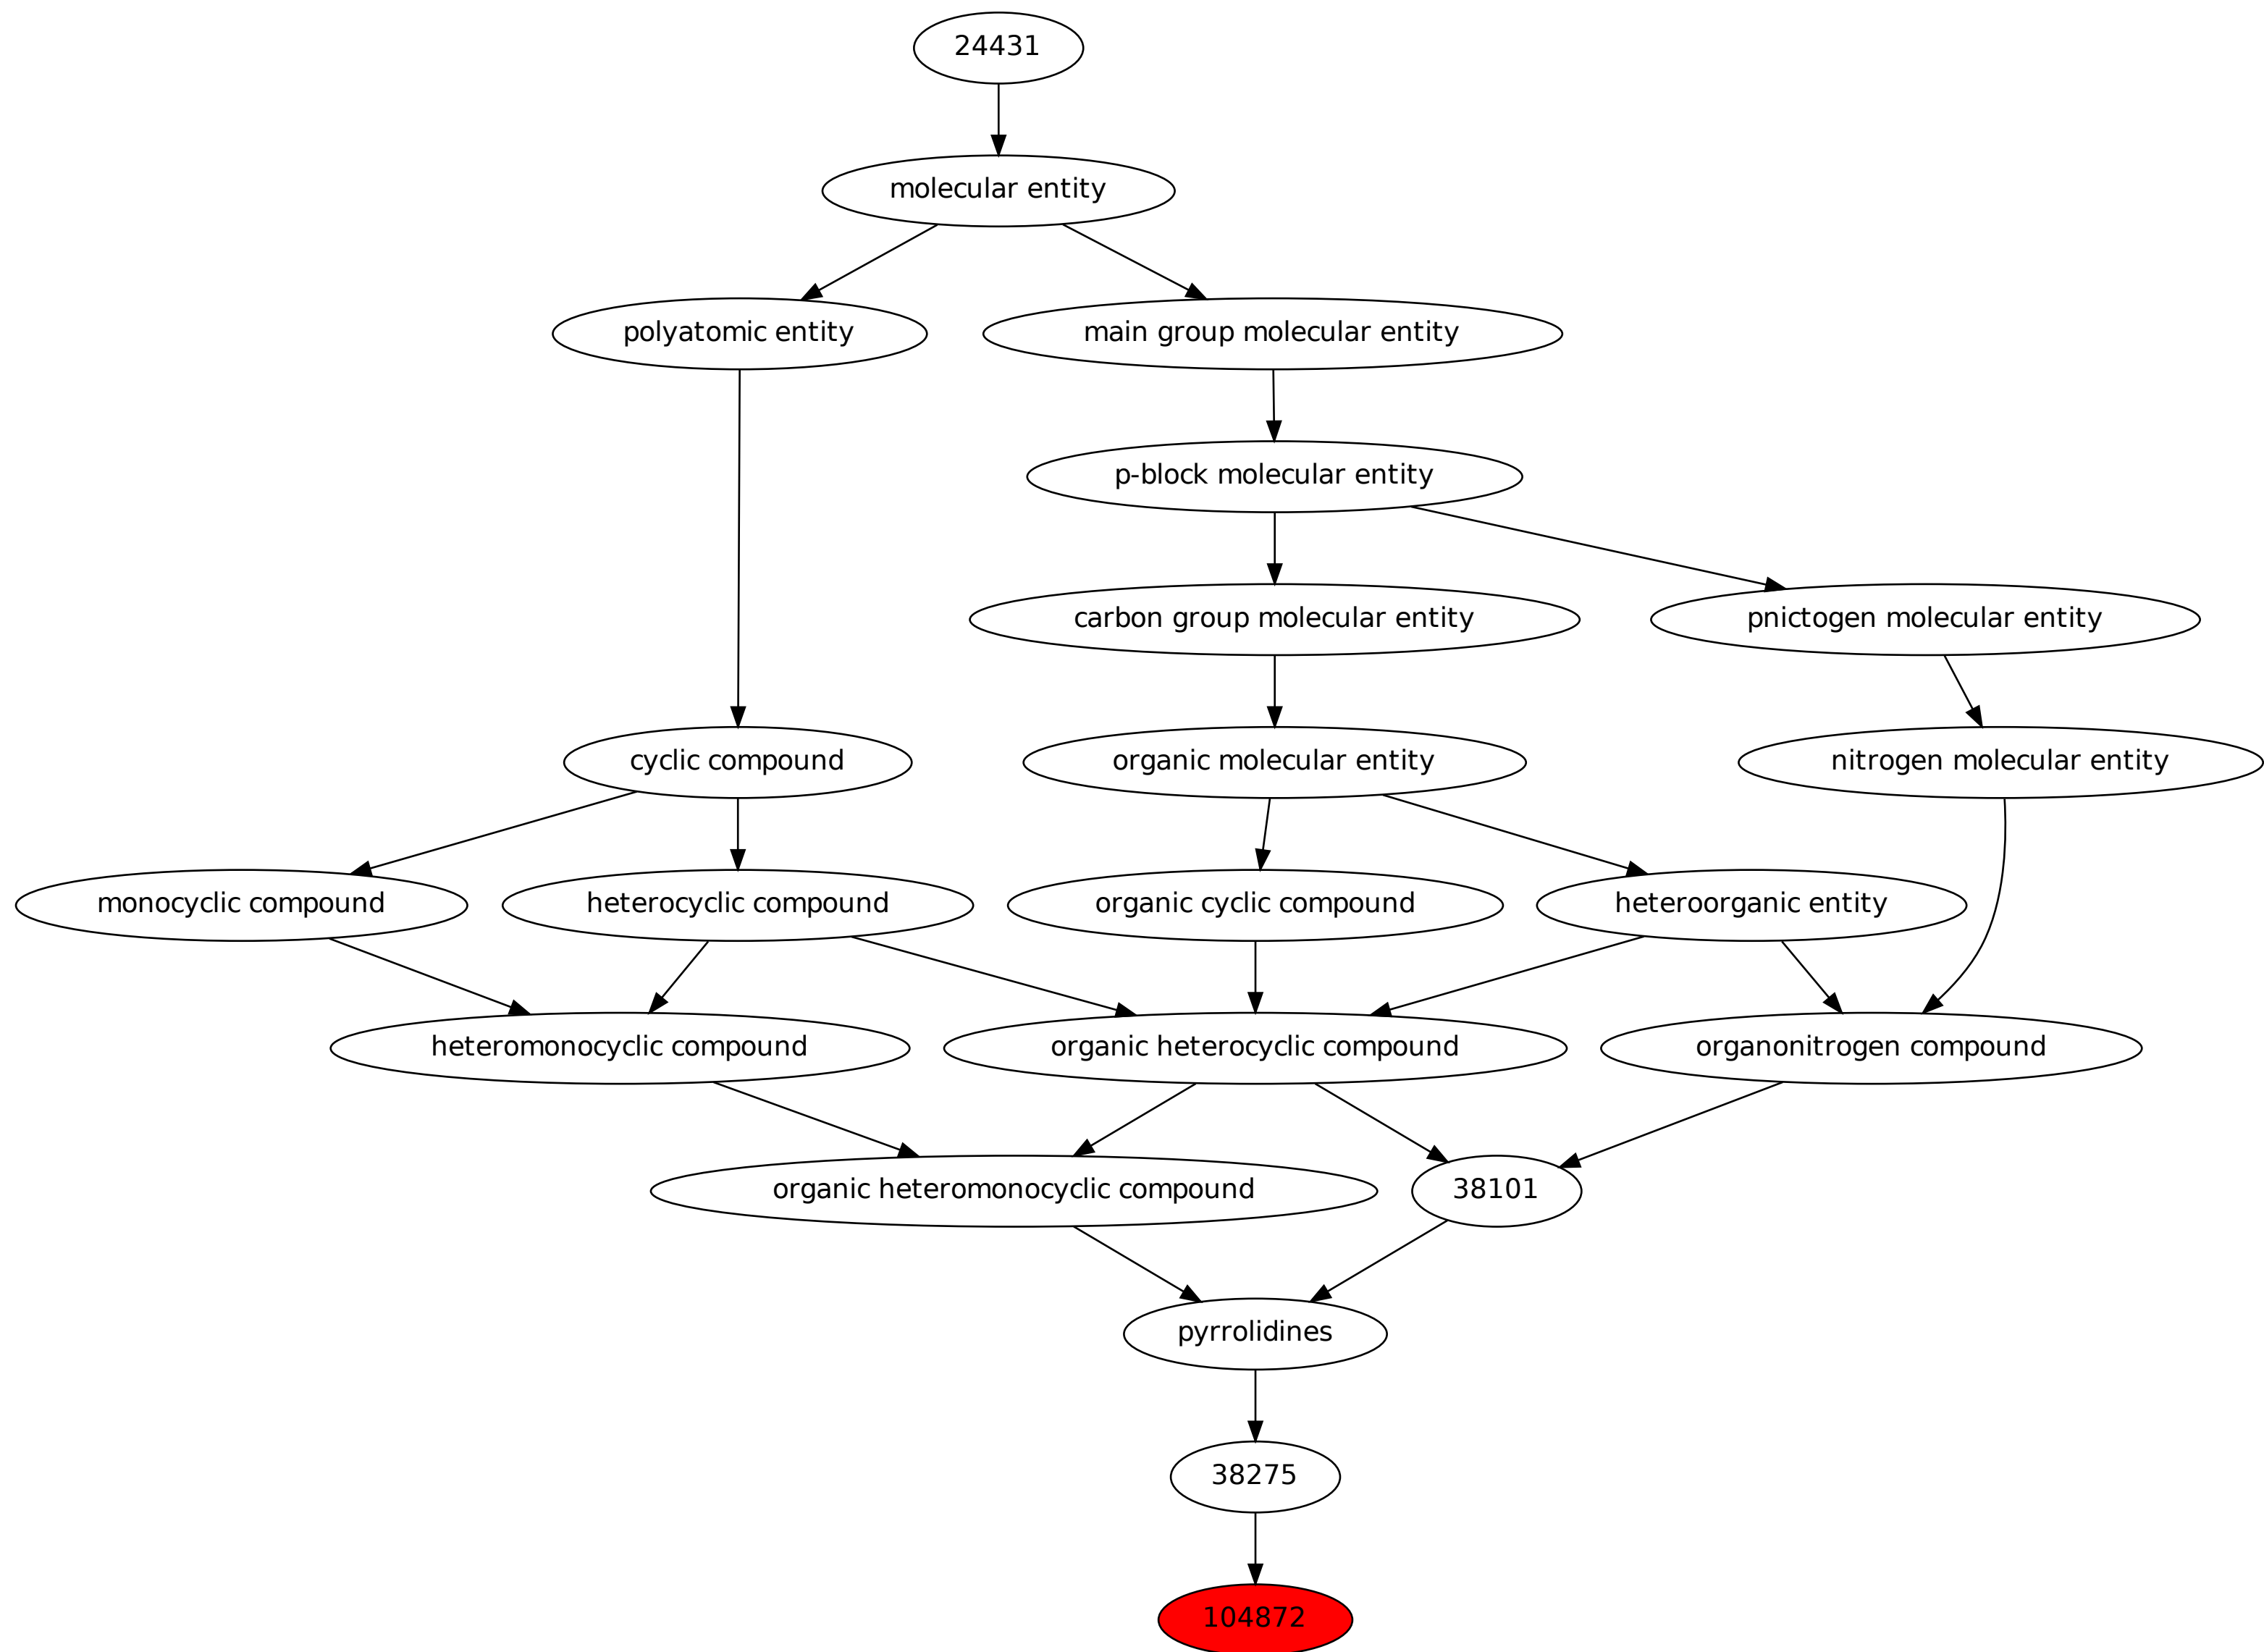 24431
molecular entity
polyatomic entity
main group molecular entity
p-block molecular entity
carbon group molecular entity
pnictogen molecular entity
cyclic compound
organic molecular entity
nitrogen molecular entity
monocyclic compound
heterocyclic compound
organic cyclic compound
heteroorganic entity
heteromonocyclic compound
organic heterocyclic compound
organonitrogen compound
organic heteromonocyclic compound
38101
pyrrolidines
38275
104872